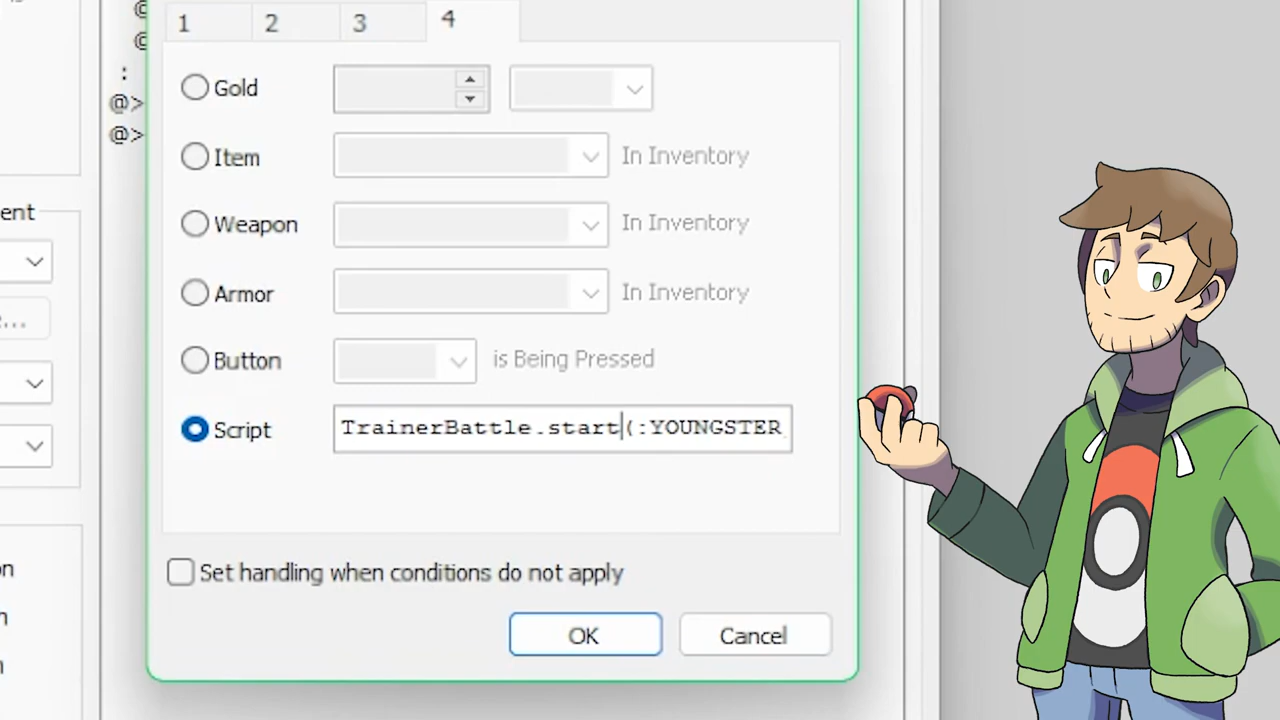 1 2 3 4
Gold
Item In Inventory
Weapon In Inventory
Armor In Inventory
Button is Being Pressed
Script TrainerBattle.start(:YOUNGSTER
Set handling when conditions do not apply
OK Cancel
:
@>
@>
ent